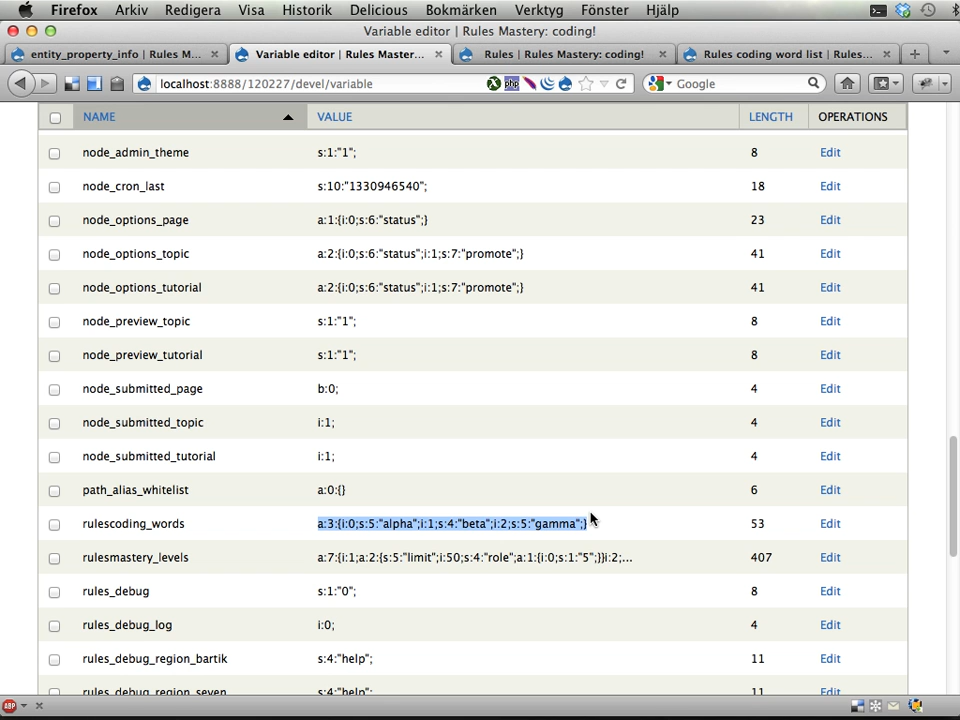 Firefox Arkiv Redigera Visa Historik Delicious Bokmärken Verktyg Fönster Hjälp
Variable editor | Rules Mastery: coding!
entity_property_info | Rules M...
Variable editor | Rules Master...
Rules | Rules Mastery: coding!
Rules coding word list | Rules...
localhost:8888/120227/devel/variable
php
Google
NAME VALUE LENGTH OPERATIONS
node_admin_theme s:1:"1"; 8 Edit
node_cron_last s:10:"1330946540"; 18 Edit
node_options_page a:1:{i:0;s:6:"status";} 23 Edit
node_options_topic a:2:{i:0;s:6:"status";i:1;s:7:"promote";} 41 Edit
node_options_tutorial a:2:{i:0;s:6:"status";i:1;s:7:"promote";} 41 Edit
node_preview_topic s:1:"1"; 8 Edit
node_preview_tutorial s:1:"1"; 8 Edit
node_submitted_page b:0; 4 Edit
node_submitted_topic i:1; 4 Edit
node_submitted_tutorial i:1; 4 Edit
path_alias_whitelist a:0:{} 6 Edit
rulescoding_words a:3:{i:0;s:5:"alpha";i:1;s:4:"beta";i:2;s:5:"gamma";} 53 Edit
rulesmastery_levels a:7:{i:1;a:2:{s:5:"limit";i:50;s:4:"role";a:1:{i:0;s:1:"5";}}i:2;... 407 Edit
rules_debug s:1:"0"; 8 Edit
rules_debug_log i:0; 4 Edit
rules_debug_region_bartik s:4:"help"; 11 Edit
rules_debug_region_seven s:4:"help"; 11 Edit
ABP